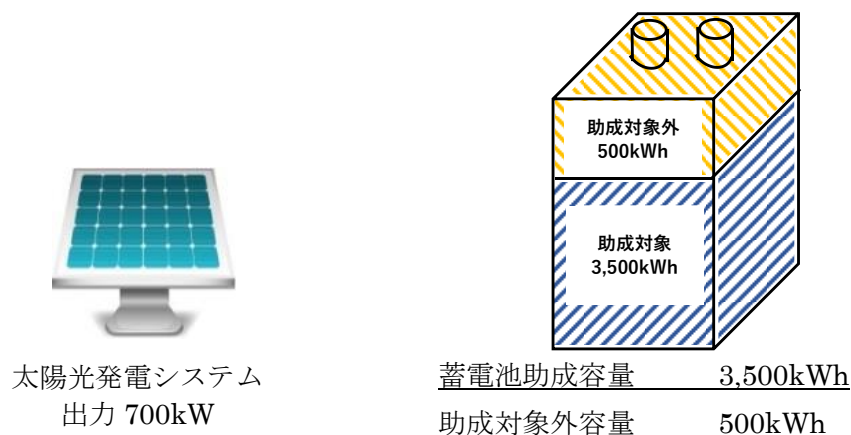 助成対象外
500kWh
助成対象
3,500kWh
太陽光発電システム
出力 700kW
蓄電池助成容量 3,500kWh
助成対象外容量 500kWh